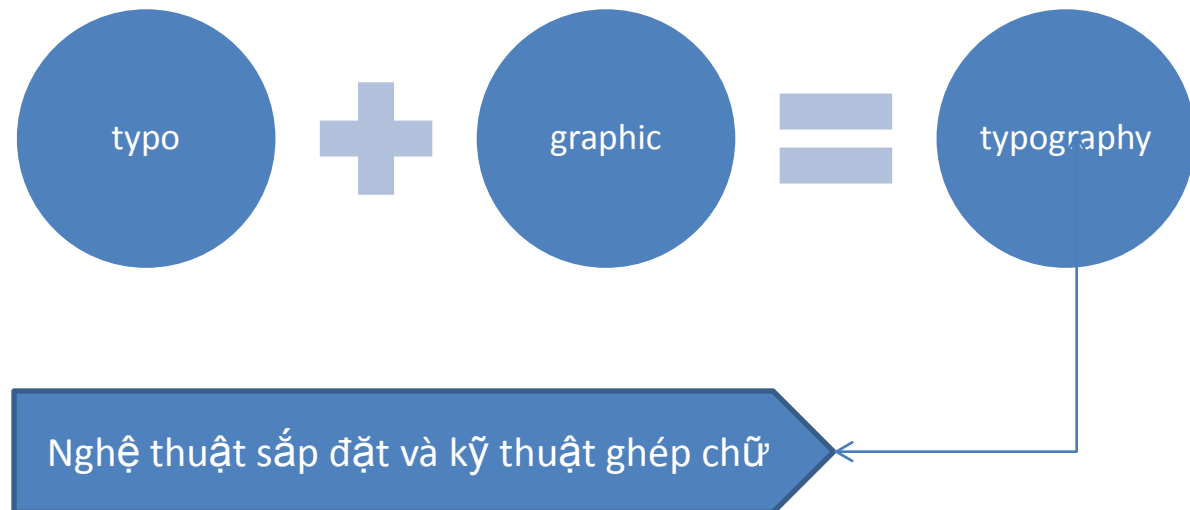 typo
graphic
typography
Nghệ thuật sắp đặt và kỹ thuật ghép chữ